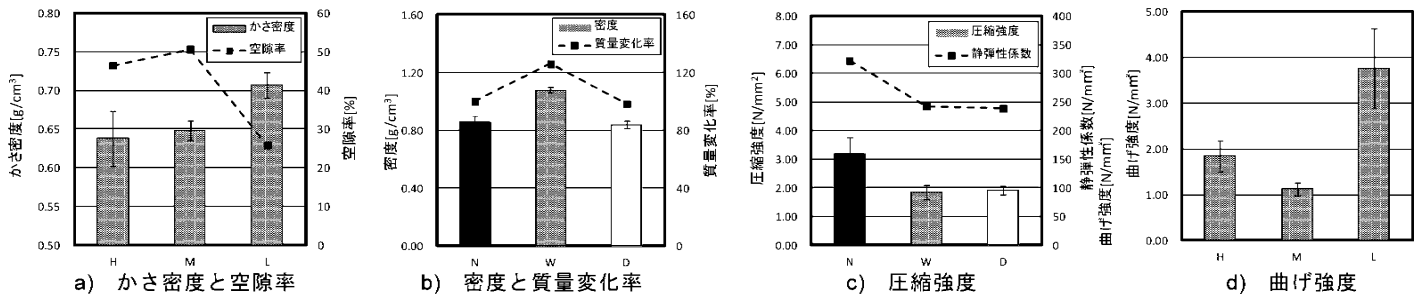 かさ密度[g/cm³]
0.80
0.75
0.70
0.65
0.60
0.55
0.50
かさ密度
空隙率
60
50
40
30
20
10
0
空隙率[%]
H M L
a) かさ密度と空隙率
密度[g/cm³]
1.60
1.20
0.80
0.40
0.00
密度
質量変化率
160
120
80
40
0
質量変化率[%]
N W D
b) 密度と質量変化率
圧縮強度[N/mm²]
8.00
7.00
6.00
5.00
4.00
3.00
2.00
1.00
0.00
圧縮強度
静弾性係数
400
350
300
250
200
150
100
50
0
静弾性係数[N/mm²]
曲げ強度[N/mm²]
N W D
c) 圧縮強度
曲げ強度[N/mm²]
5.00
4.00
3.00
2.00
1.00
0.00
H M L
d) 曲げ強度